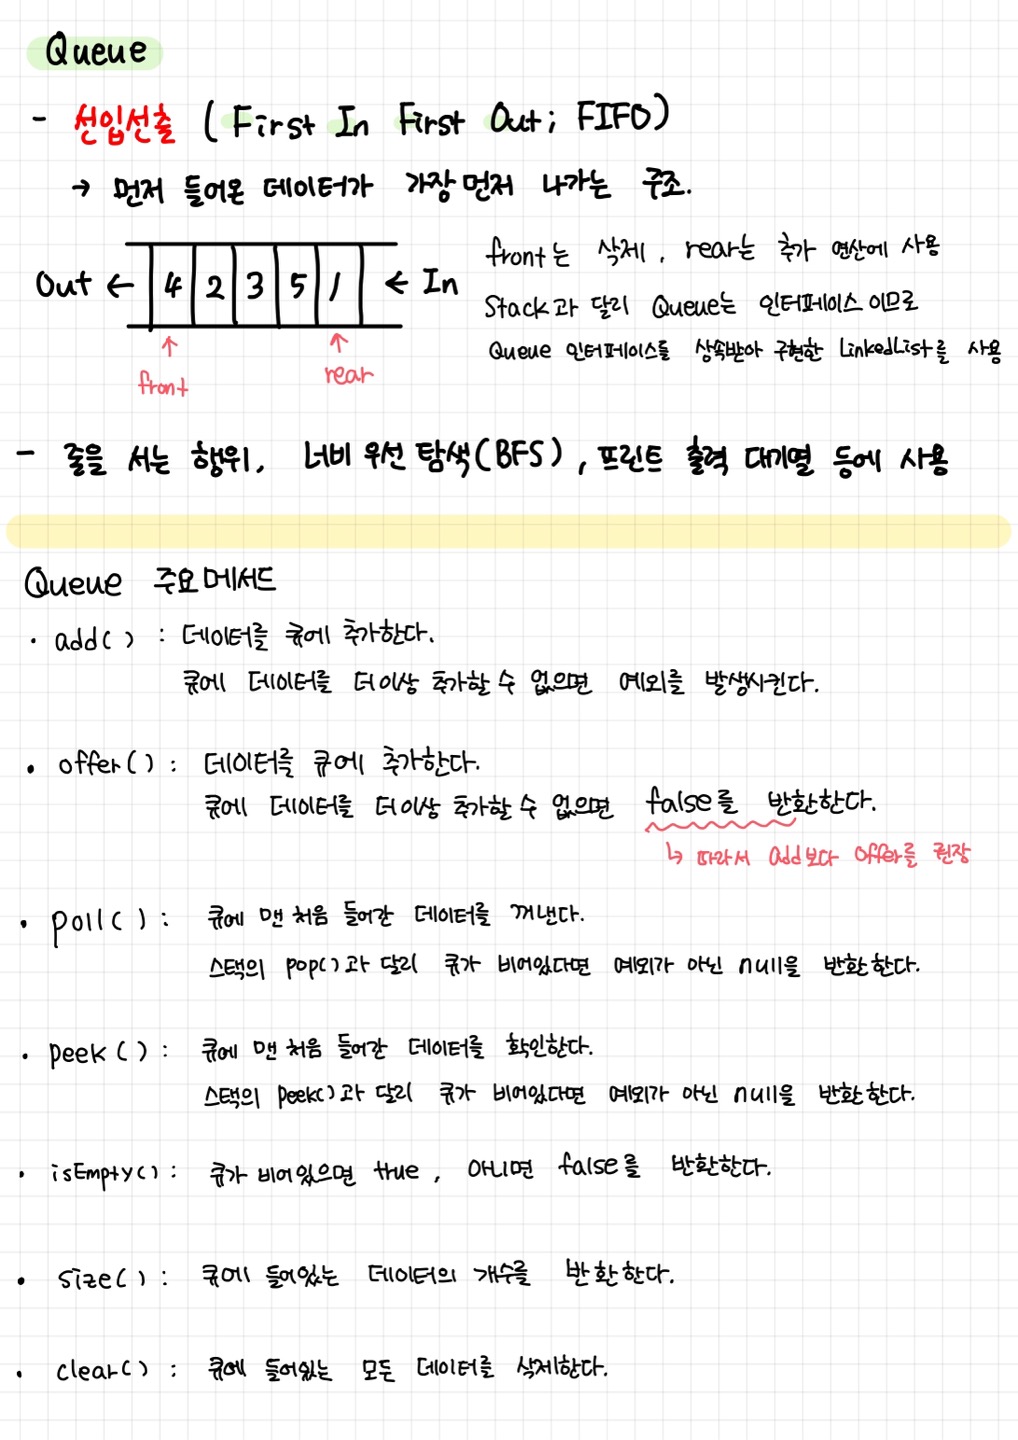 Queue
- 선입선출 (First In First Out; FIFO)
→ 먼저 들어온 데이터가 가장 먼저 나가는 구조.
Out ← 4 2 3 5 1 ← In
front
rear
front는 삭제, rear는 추가 연산에 사용
Stack과 달리 Queue는 인터페이스이므로
Queue 인터페이스를 상속받아 구현한 LinkedList를 사용
- 줄을 서는 행위, 너비 우선 탐색(BFS), 프린트 출력 대기열 등에 사용
Queue 주요 메서드
· add() : 데이터를 큐에 추가한다.
큐에 데이터를 더이상 추가할 수 없으면 예외를 발생시킨다.
· offer() : 데이터를 큐에 추가한다.
큐에 데이터를 더이상 추가할 수 없으면 false를 반환한다.
↳ 따라서 add보다 offer를 권장
· poll() : 큐에 맨 처음 들어간 데이터를 꺼낸다.
스택의 pop()과 달리 큐가 비어있다면 예외가 아닌 null을 반환한다.
· peek() : 큐에 맨 처음 들어간 데이터를 확인한다.
스택의 peek()과 달리 큐가 비어있다면 예외가 아닌 null을 반환한다.
· isEmpty() : 큐가 비어있으면 true, 아니면 false를 반환한다.
· size() : 큐에 들어있는 데이터의 개수를 반환한다.
· clear() : 큐에 들어있는 모든 데이터를 삭제한다.